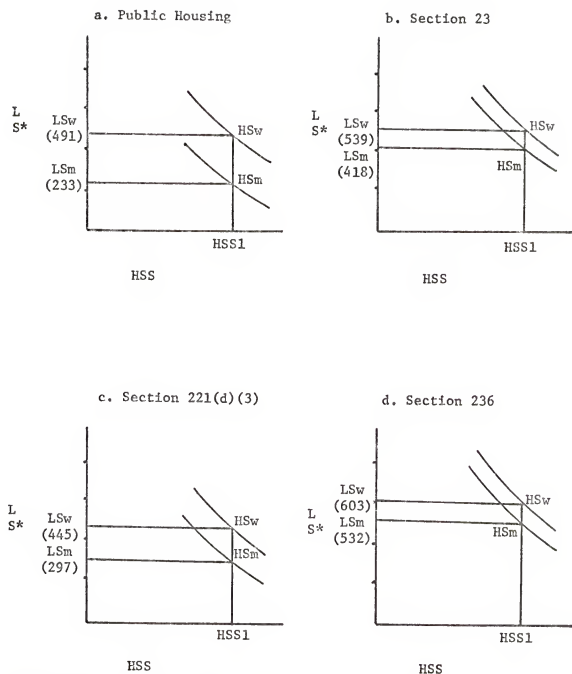 a. Public Housing
L
S*
LSw
(491)
LSm
(233)
HSw
HSm
HSS1
HSS
b. Section 23
L
S*
LSw
(539)
LSm
(418)
HSw
HSm
HSS1
HSS
c. Section 221(d)(3)
L
S*
LSw
(445)
LSm
(297)
HSw
HSm
HSS1
HSS
d. Section 236
L
S*
LSw
(603)
LSm
(532)
HSw
HSm
HSS1
HSS